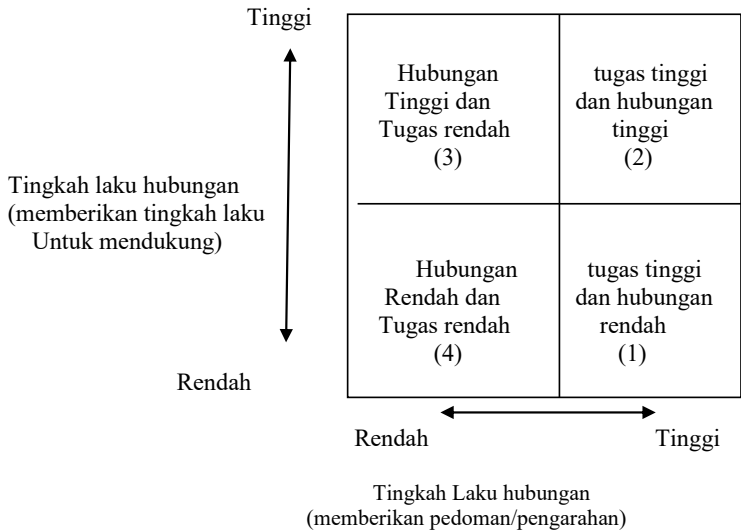 Tinggi
Hubungan
Tinggi dan
Tugas rendah
(3)
tugas tinggi
dan hubungan
tinggi
(2)
Tingkah laku hubungan
(memberikan tingkah laku
Untuk mendukung)
Hubungan
Rendah dan
Tugas rendah
(4)
tugas tinggi
dan hubungan
rendah
(1)
Rendah
Rendah
Tinggi
Tingkah Laku hubungan
(memberikan pedoman/pengarahan)